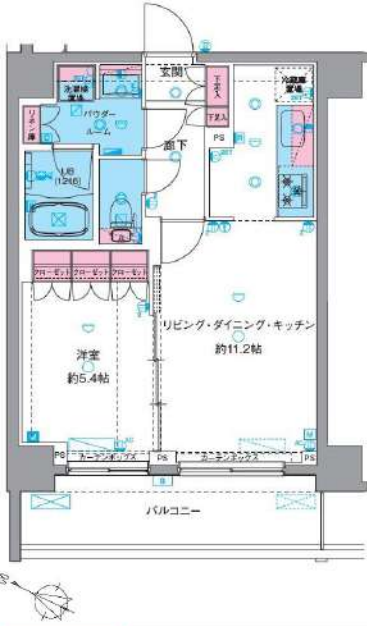 玄関
下足入
冷蔵庫置場
洗濯機置場
下足入
パウダールーム
リネン庫
PS
廊下
UB
(1216)
クローゼット
クローゼット
クローゼット
リビング・ダイニング・キッチン
約11.2帖
洋室
約5.4帖
AC
AC
PS
カーテンボックス
PS
カーテンボックス
PS
バルコニー